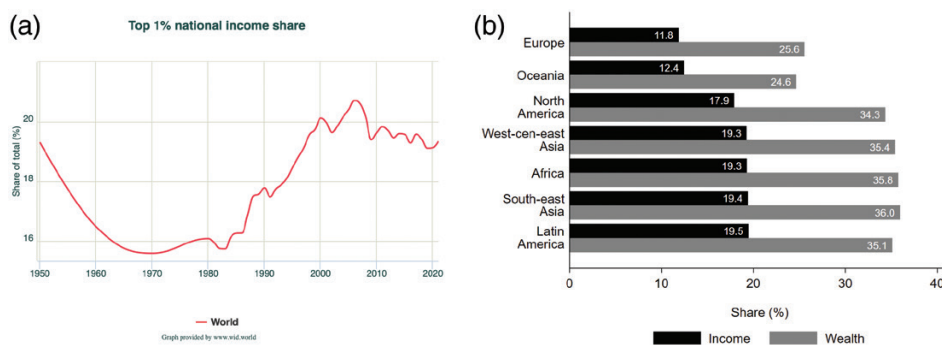 (a)
Top 1% national income share
Share of total (%)
20
18
16
1950 1960 1970 1980 1990 2000 2010 2020
World
Graph provided by www.wid.world
(b)
Europe
11.8
25.6
Oceania
12.4
24.6
North
America
17.9
34.3
West-cen-east
Asia
19.3
35.4
Africa
19.3
35.8
South-east
Asia
19.4
36.0
Latin
America
19.5
35.1
0 10 20 30 40
Share (%)
Income Wealth